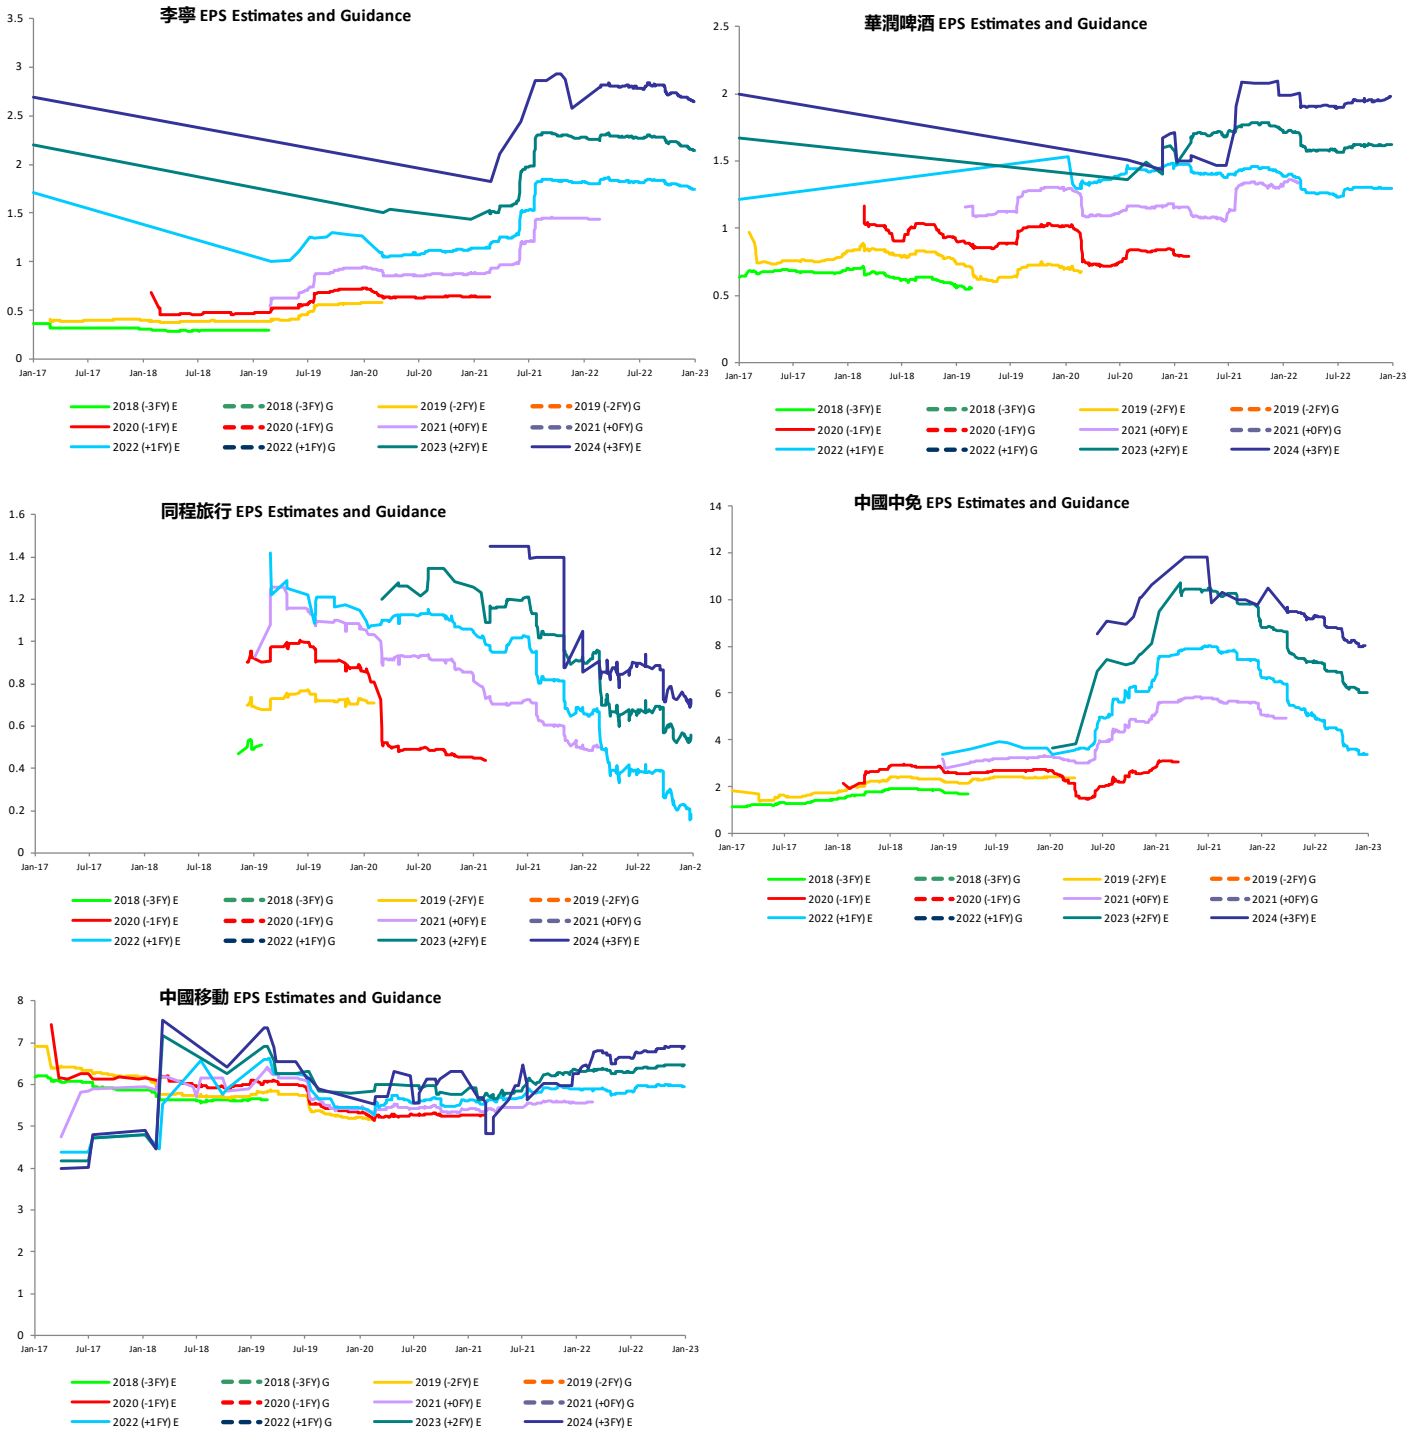 李寧 EPS Estimates and Guidance
3.5
3
2.5
2
1.5
1
0.5
0
Jan-17 Jul-17 Jan-18 Jul-18 Jan-19 Jul-19 Jan-20 Jul-20 Jan-21 Jul-21 Jan-22 Jul-22 Jan-23
2018 (-3FY) E 2018 (-3FY) G 2019 (-2FY) E 2019 (-2FY) G
2020 (-1FY) E 2020 (-1FY) G 2021 (+0FY) E 2021 (+0FY) G
2022 (+1FY) E 2022 (+1FY) G 2023 (+2FY) E 2024 (+3FY) E
華潤啤酒 EPS Estimates and Guidance
2.5
2
1.5
1
0.5
0
Jan-17 Jul-17 Jan-18 Jul-18 Jan-19 Jul-19 Jan-20 Jul-20 Jan-21 Jul-21 Jan-22 Jul-22 Jan-23
2018 (-3FY) E 2018 (-3FY) G 2019 (-2FY) E 2019 (-2FY) G
2020 (-1FY) E 2020 (-1FY) G 2021 (+0FY) E 2021 (+0FY) G
2022 (+1FY) E 2022 (+1FY) G 2023 (+2FY) E 2024 (+3FY) E
同程旅行 EPS Estimates and Guidance
1.6
1.4
1.2
1
0.8
0.6
0.4
0.2
0
Jan-17 Jul-17 Jan-18 Jul-18 Jan-19 Jul-19 Jan-20 Jul-20 Jan-21 Jul-21 Jan-22 Jul-22 Jan-2
2018 (-3FY) E 2018 (-3FY) G 2019 (-2FY) E 2019 (-2FY) G
2020 (-1FY) E 2020 (-1FY) G 2021 (+0FY) E 2021 (+0FY) G
2022 (+1FY) E 2022 (+1FY) G 2023 (+2FY) E 2024 (+3FY) E
中國中免 EPS Estimates and Guidance
14
12
10
8
6
4
2
0
Jan-17 Jul-17 Jan-18 Jul-18 Jan-19 Jul-19 Jan-20 Jul-20 Jan-21 Jul-21 Jan-22 Jul-22 Jan-23
2018 (-3FY) E 2018 (-3FY) G 2019 (-2FY) E 2019 (-2FY) G
2020 (-1FY) E 2020 (-1FY) G 2021 (+0FY) E 2021 (+0FY) G
2022 (+1FY) E 2022 (+1FY) G 2023 (+2FY) E 2024 (+3FY) E
中國移動 EPS Estimates and Guidance
8
7
6
5
4
3
2
1
0
Jan-17 Jul-17 Jan-18 Jul-18 Jan-19 Jul-19 Jan-20 Jul-20 Jan-21 Jul-21 Jan-22 Jul-22 Jan-23
2018 (-3FY) E 2018 (-3FY) G 2019 (-2FY) E 2019 (-2FY) G
2020 (-1FY) E 2020 (-1FY) G 2021 (+0FY) E 2021 (+0FY) G
2022 (+1FY) E 2022 (+1FY) G 2023 (+2FY) E 2024 (+3FY) E